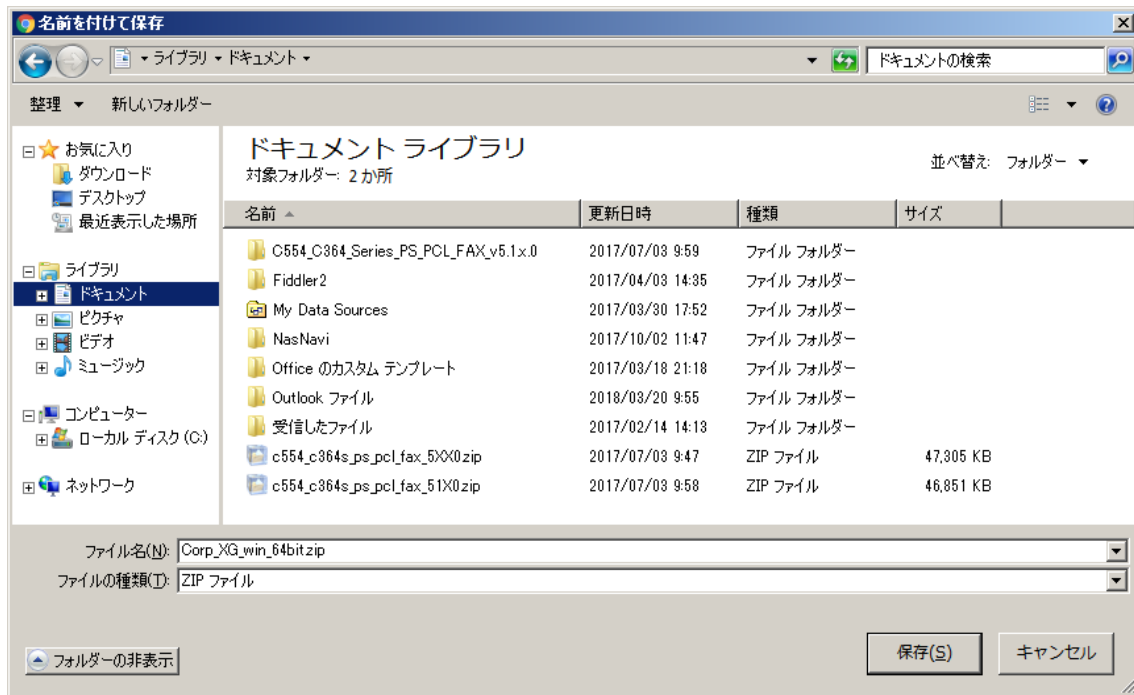 名前を付けて保存
ライブラリ ドキュメント ドキュメントの検索
整理 新しいフォルダー
お気に入り
ダウンロード
デスクトップ
最近表示した場所
ライブラリ
ドキュメント
ピクチャ
ビデオ
ミュージック
コンピューター
ローカル ディスク (C:)
ネットワーク
ドキュメント ライブラリ
対象フォルダー: 2 か所
並べ替え: フォルダー
名前 更新日時 種類 サイズ
C554_C364_Series_PS_PCL_FAX_v5.1x.0 2017/07/03 9:59 ファイル フォルダー
Fiddler2 2017/04/03 14:35 ファイル フォルダー
My Data Sources 2017/03/30 17:52 ファイル フォルダー
NasNavi 2017/10/02 11:47 ファイル フォルダー
Office のカスタム テンプレート 2017/03/18 21:18 ファイル フォルダー
Outlook ファイル 2018/03/20 9:55 ファイル フォルダー
受信したファイル 2017/02/14 14:13 ファイル フォルダー
c554_c364s_ps_pcl_fax_5XX0.zip 2017/07/03 9:47 ZIP ファイル 47,305 KB
c554_c364s_ps_pcl_fax_51X0.zip 2017/07/03 9:58 ZIP ファイル 46,851 KB
ファイル名(N): Corp_XG_win_64bit.zip
ファイルの種類(T): ZIP ファイル
フォルダーの非表示
保存(S) キャンセル